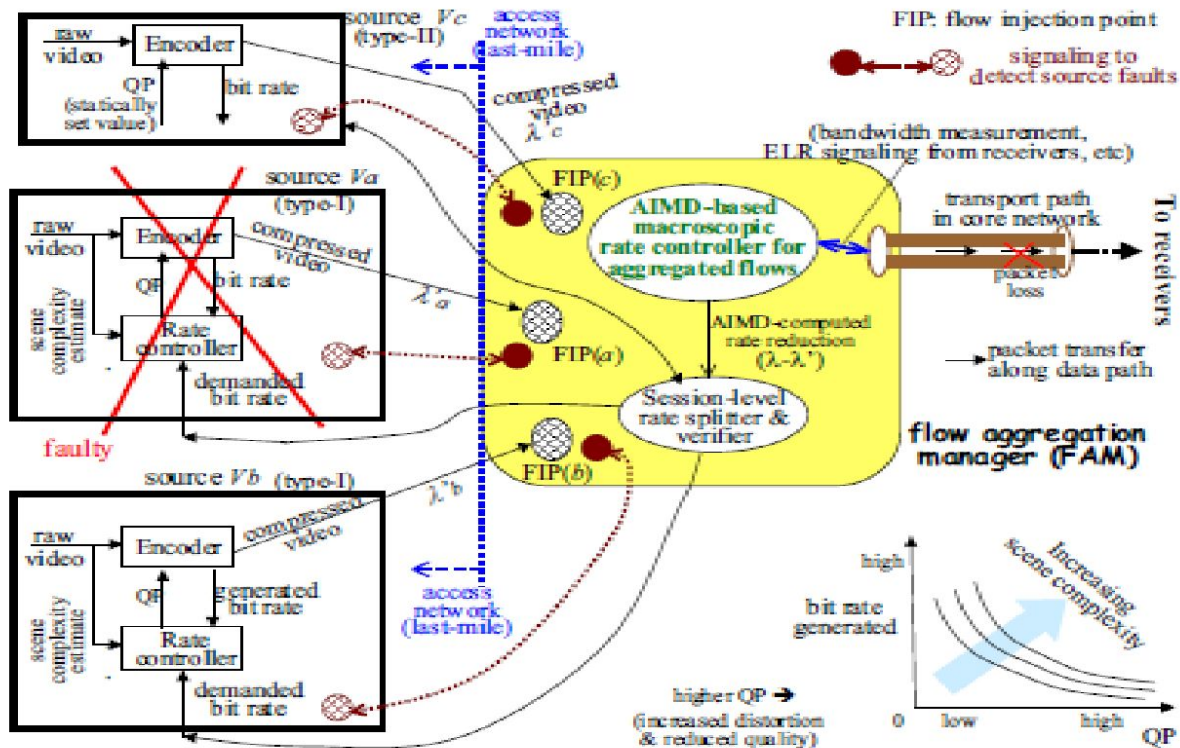 source Vc
(type-II)
raw
video
Encoder
QP
(statically
set value)
bit rate
access
network
(last-mile)
compressed
video
λ'c
FIP: flow injection point
signaling to
detect source faults
(bandwidth measurement,
ELR signaling from receivers, etc)
source Va
(type-I)
raw
video
Encoder
compressed
video
λ'a
QP
bit rate
scene
complexity
estimate
Rate
controller
demanded
bit rate
faulty
FIP(c)
AIMD-based
macroscopic
rate controller for
aggregated flows
transport path
in core network
packet
loss
To receivers
AIMD-computed
rate reduction
(λ-λ')
FIP(a)
packet transfer
along data path
Session-level
rate splitter &
verifier
FIP(b)
flow aggregation
manager (FAM)
source Vb (type-I)
raw
video
Encoder
compressed
video
λ'b
QP
generated
bit rate
scene
complexity
estimate
Rate
controller
demanded
bit rate
access
network
(last-mile)
high
bit rate
generated
Increasing
scene complexity
0
low
high
QP
higher QP ➔
(increased distortion
& reduced quality)